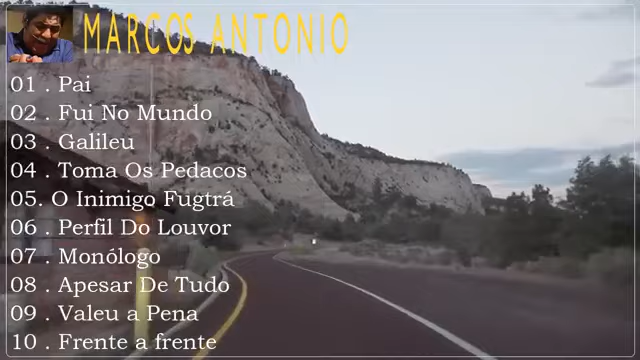 MARCOS ANTONIO
01 . Pai
02 . Fui No Mundo
03 . Galileu
04 . Toma Os Pedacos
05. O Inimigo Fugtrá
06 . Perfil Do Louvor
07 . Monólogo
08 . Apesar De Tudo
09 . Valeu a Pena
10 . Frente a frente